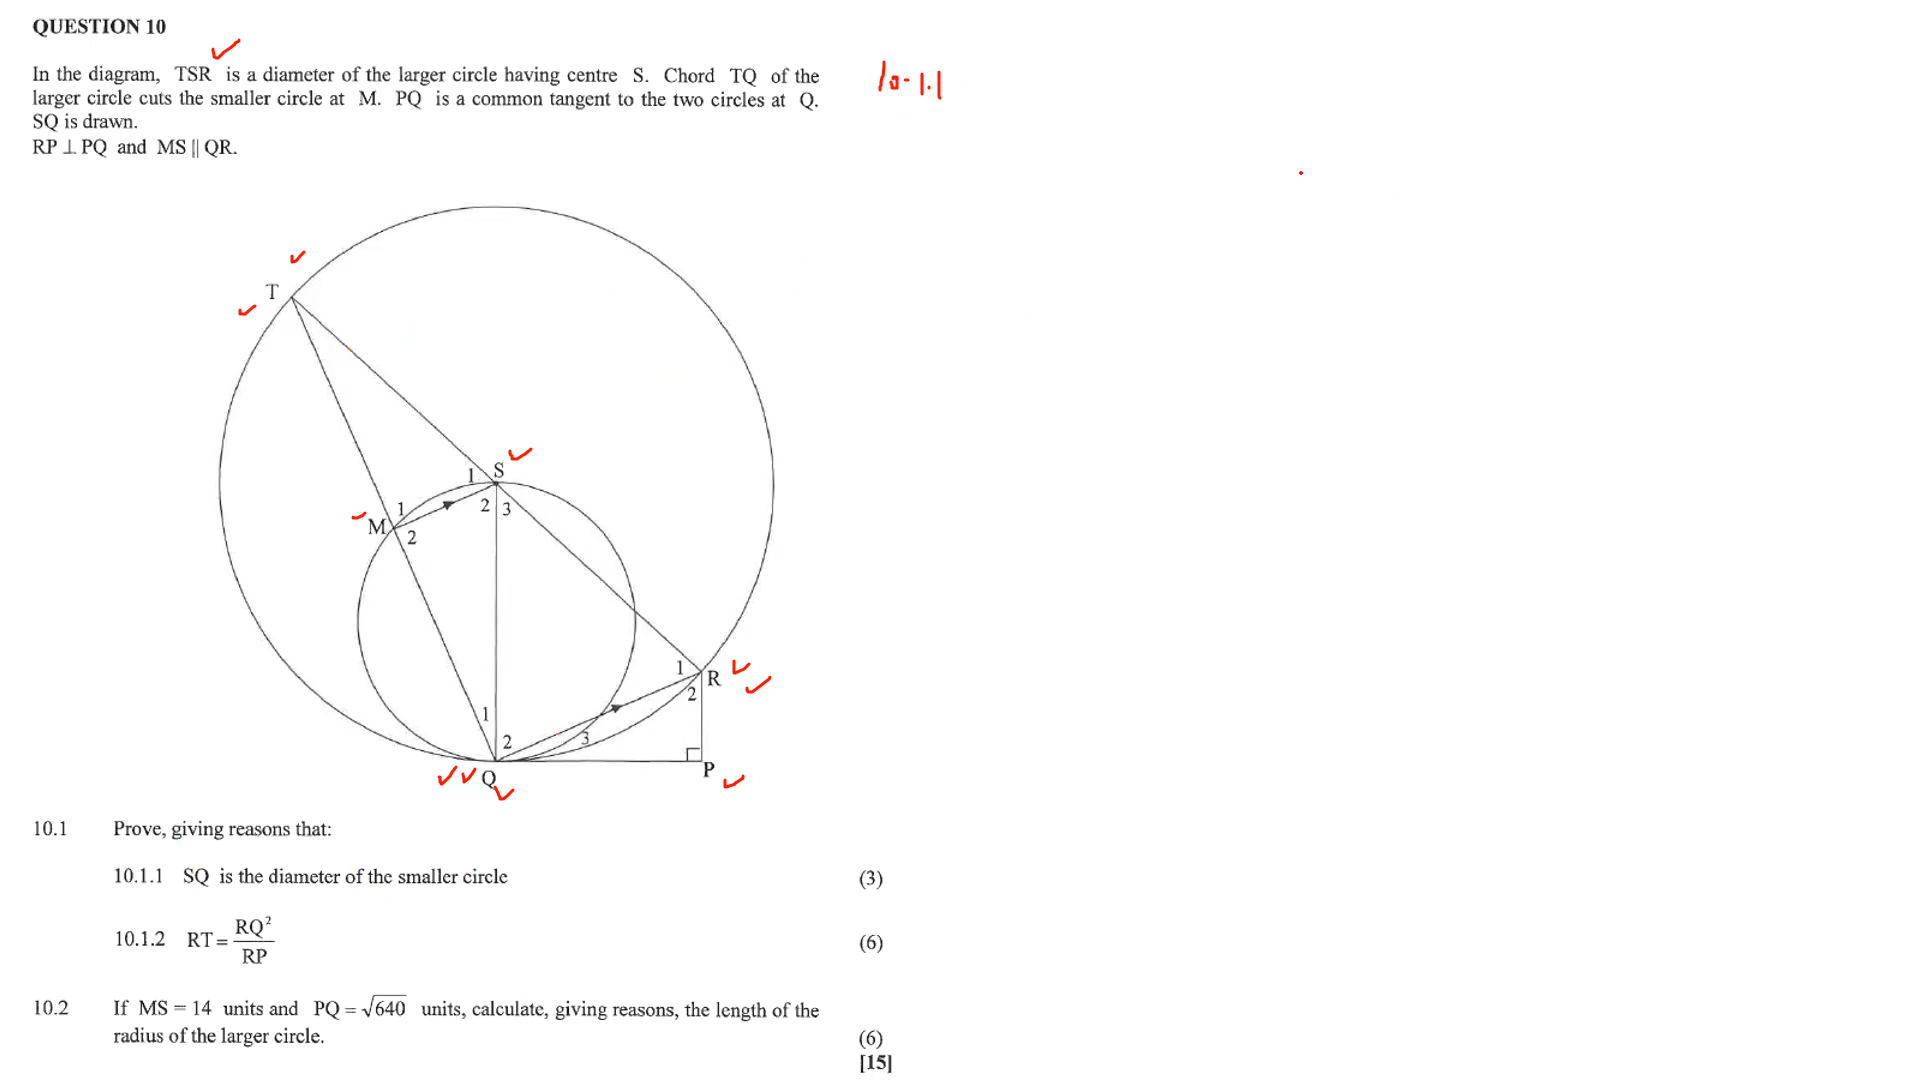 QUESTION 10
In the diagram, TSR is a diameter of the larger circle having centre S. Chord TQ of the
larger circle cuts the smaller circle at M. PQ is a common tangent to the two circles at Q.
SQ is drawn.
RP ⊥ PQ and MS || QR.
10-1.1
T
1 S
2 3
1
M
2
1
R
2
1
2
3
Q
P
10.1 Prove, giving reasons that:
10.1.1 SQ is the diameter of the smaller circle (3)
10.1.2 RT = RQ²/RP (6)
10.2 If MS = 14 units and PQ = √640 units, calculate, giving reasons, the length of the
radius of the larger circle. (6)
[15]